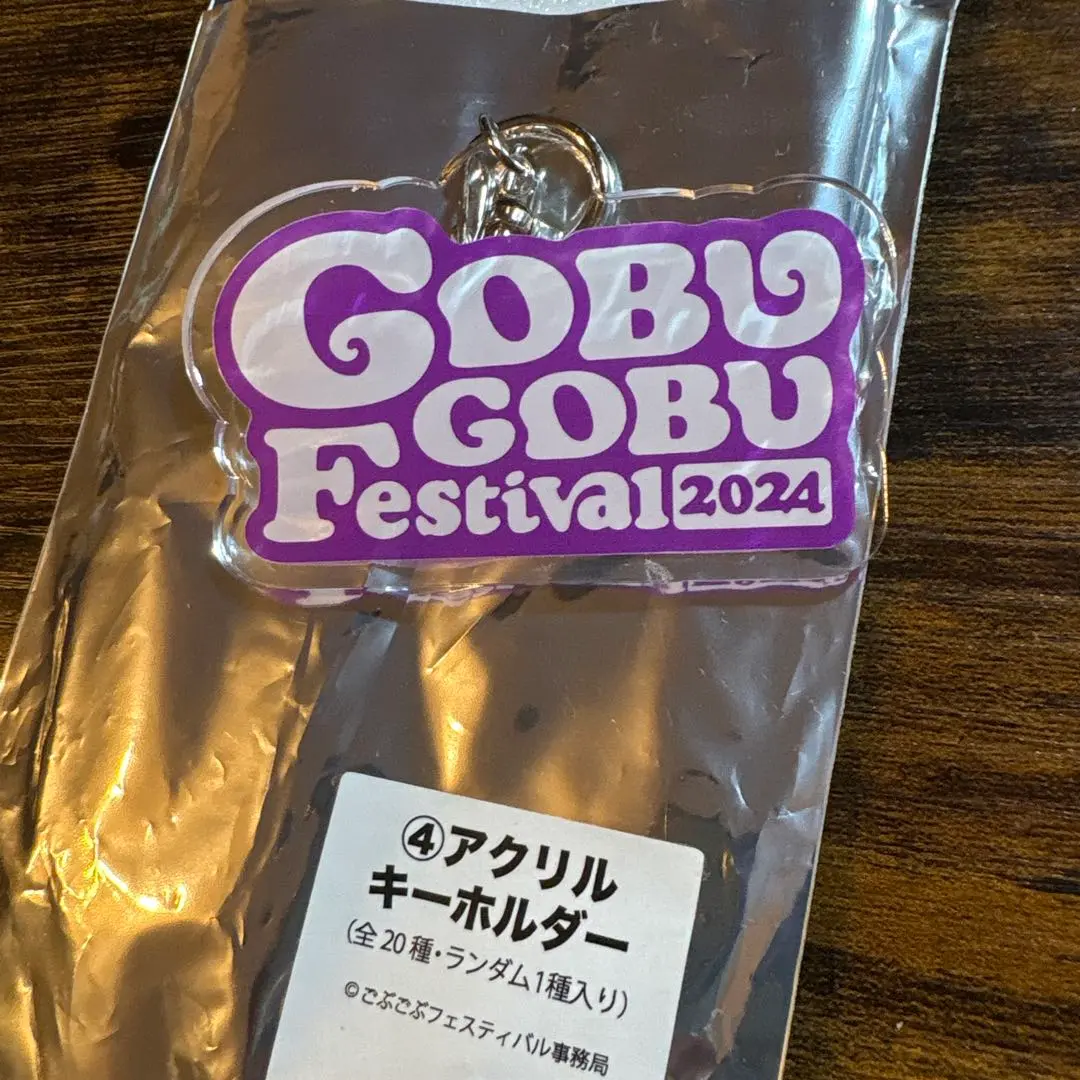 GOBU
GOBU
Festival 2024
④アクリル
キーホルダー
(全20種・ランダム1種入り)
©ごぶごぶフェスティバル事務局